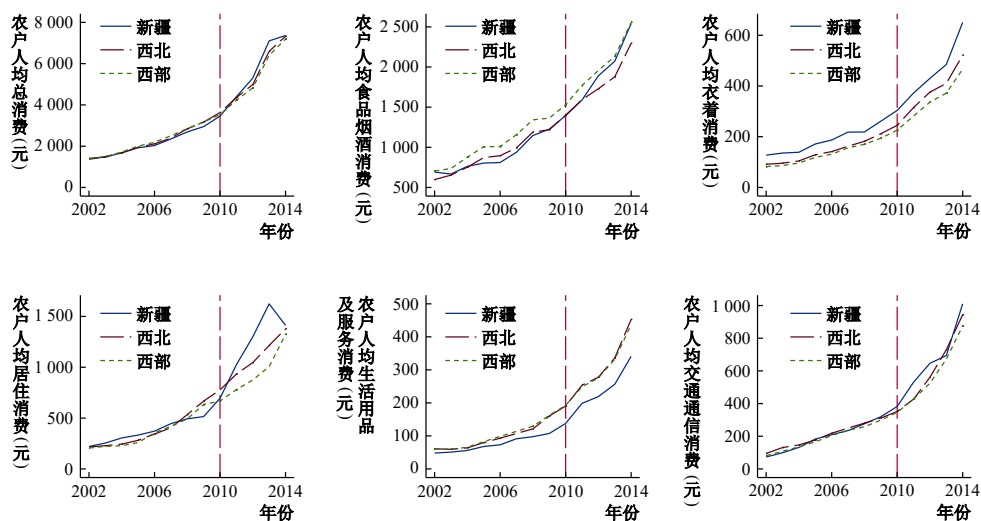 农户人均总消费(元)
8 000
6 000
4 000
2 000
0
新疆
西北
西部
2002
2006
2010
2014
年份
农户人均食品烟酒消费(元)
2 500
2 000
1 500
1 000
500
新疆
西北
西部
2002
2006
2010
2014
年份
农户人均衣着消费(元)
600
400
200
0
新疆
西北
西部
2002
2006
2010
2014
年份
农户人均居住消费(元)
1 500
1 000
500
0
新疆
西北
西部
2002
2006
2010
2014
年份
农户人均生活用品
及服务消费(元)
500
400
300
200
100
0
新疆
西北
西部
2002
2006
2010
2014
年份
农户人均交通通信消费(元)
1 000
800
600
400
200
0
新疆
西北
西部
2002
2006
2010
2014
年份